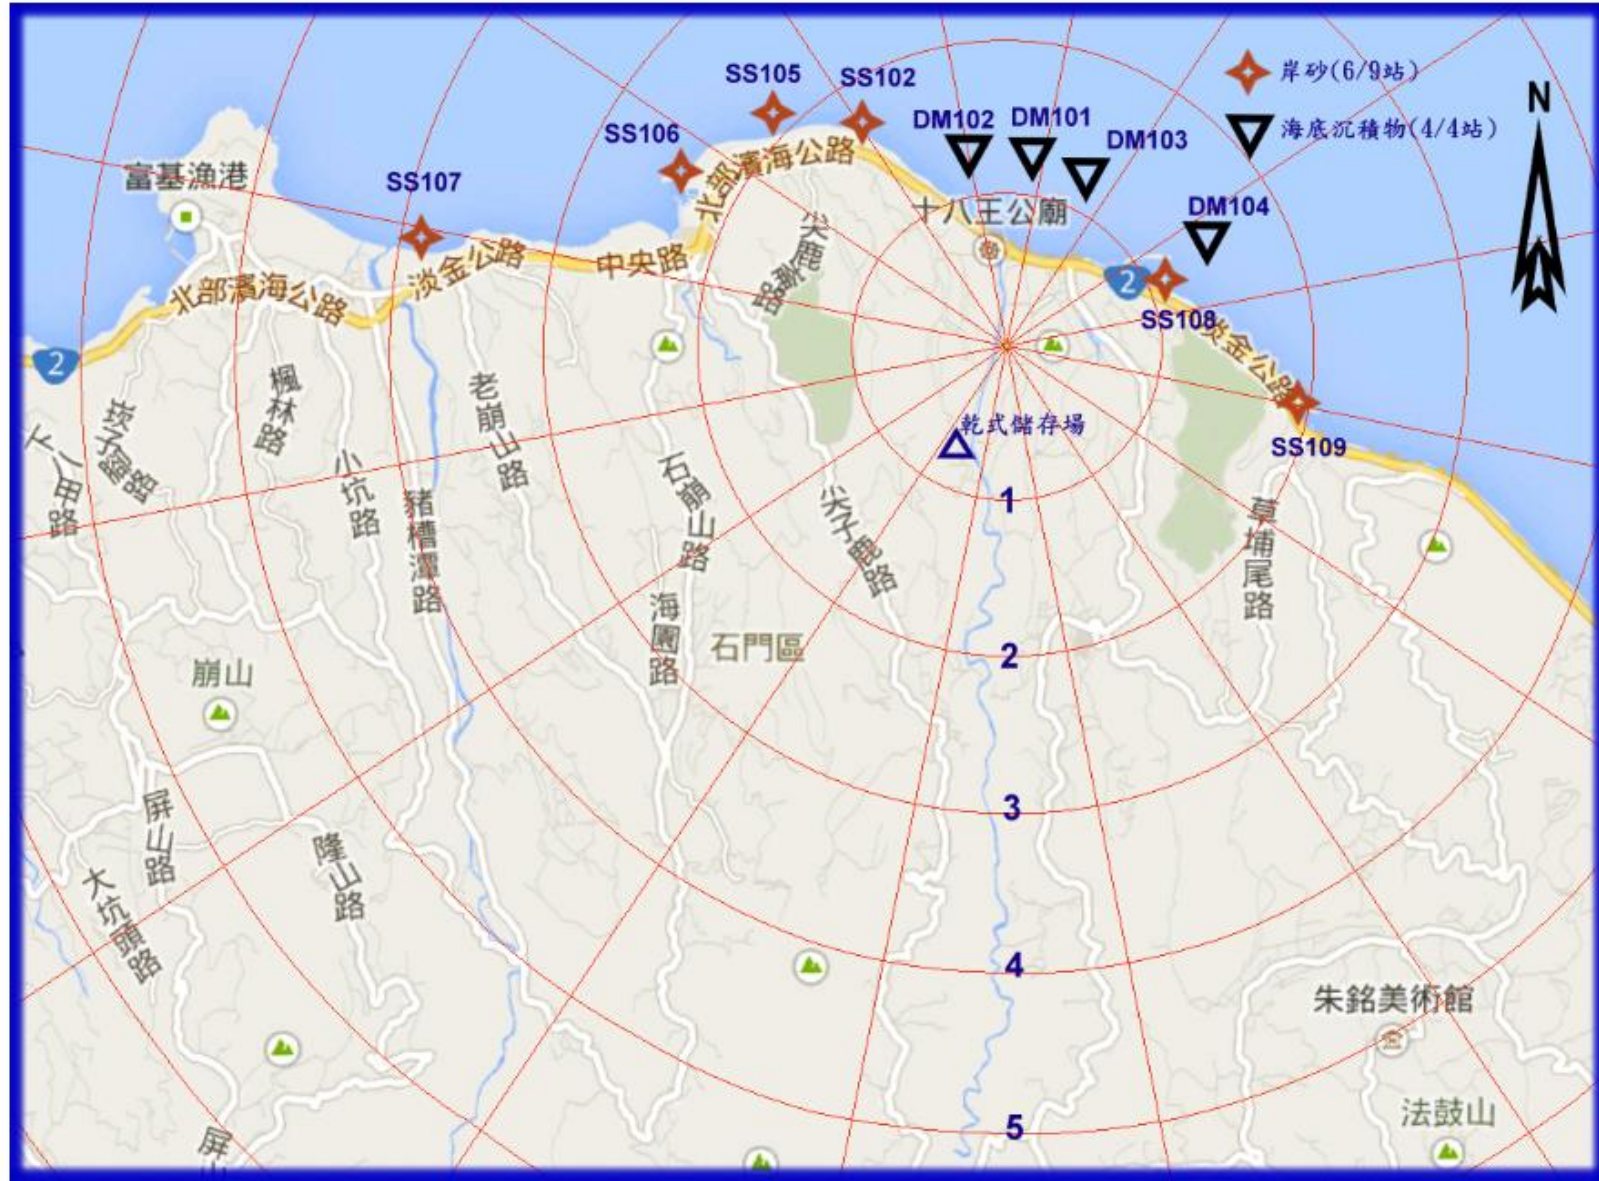 SS105
SS102
岸砂(6/9站)
N
DM102
DM101
海底沉積物(4/4站)
SS106
DM103
北部濱海公路
富基漁港
SS107
十八王公廟
DM104
尖鹿
路
淡金公路
中央路
2
北部濱海公路
SS108
淡金公路
2
楓林路
老崩山路
下八甪路
乾式儲存場
SS109
小坑路
石崩山路
1
豬槽潭路
尖子鹿路
草埔尾路
海園路
石門區
2
崩山
屏山路
3
隆山路
大坑頭路
4
朱銘美術館
5
法鼓山
屏